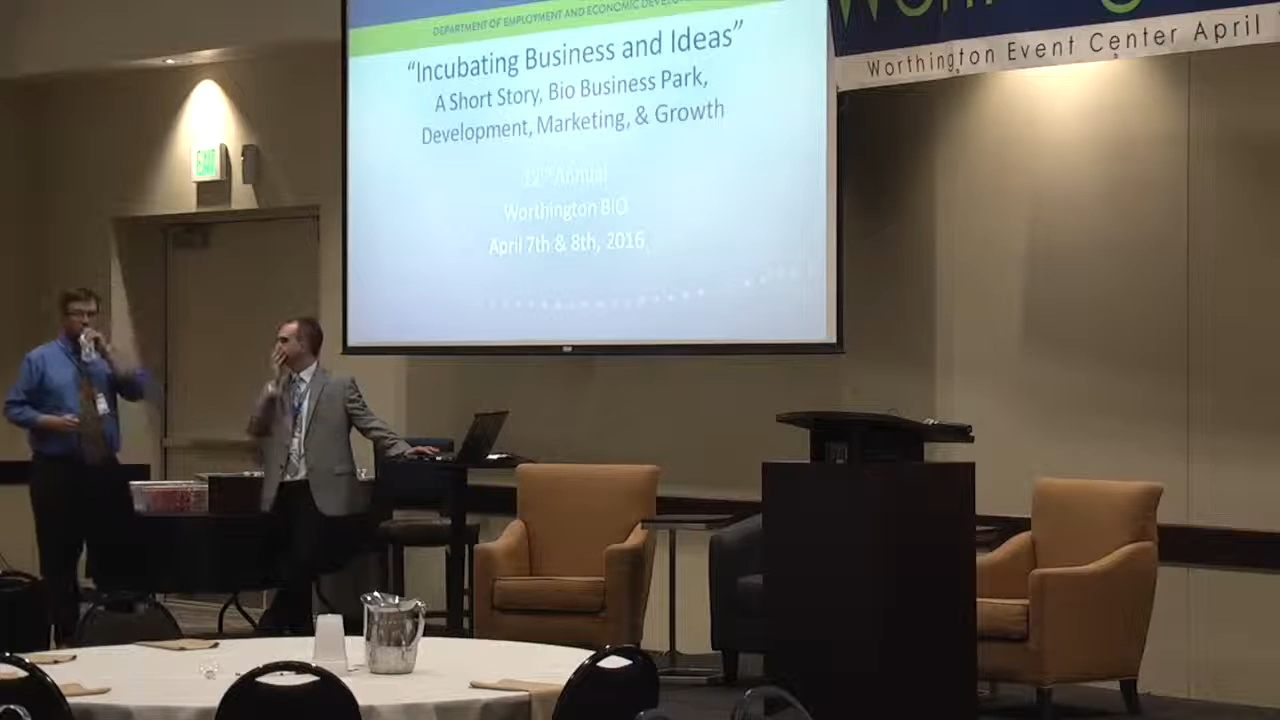 DEPARTMENT OF EMPLOYMENT AND ECONOMIC
“Incubating Business and Ideas”
A Short Story, Bio Business Park,
Development, Marketing, & Growth
12th Annual
Worthington BIO
April 7th & 8th, 2016
Worthington Event Center April
EXIT